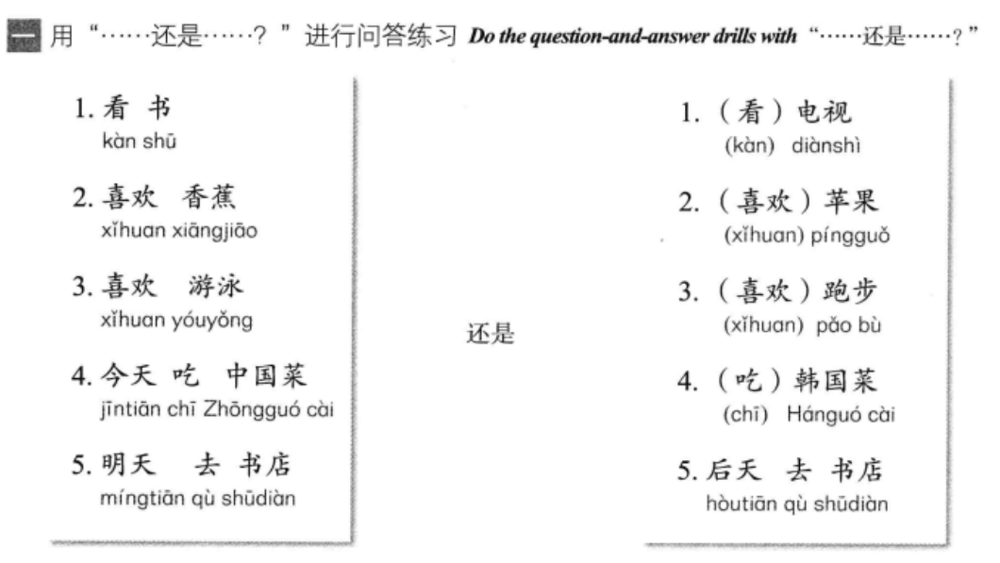 一 用“……还是……？”进行问答练习 Do the question-and-answer drills with “……还是……？”
1. 看 书
kàn shū
2. 喜欢 香蕉
xǐhuan xiāngjiāo
3. 喜欢 游泳
xǐhuan yóuyǒng
4. 今天 吃 中国菜
jīntiān chī Zhōngguó cài
5. 明天 去 书店
míngtiān qù shūdiàn
还是
1.（看）电视
(kàn) diànshì
2.（喜欢）苹果
(xǐhuan) píngguǒ
3.（喜欢）跑步
(xǐhuan) pǎo bù
4.（吃）韩国菜
(chī) Hánguó cài
5. 后天 去 书店
hòutiān qù shūdiàn